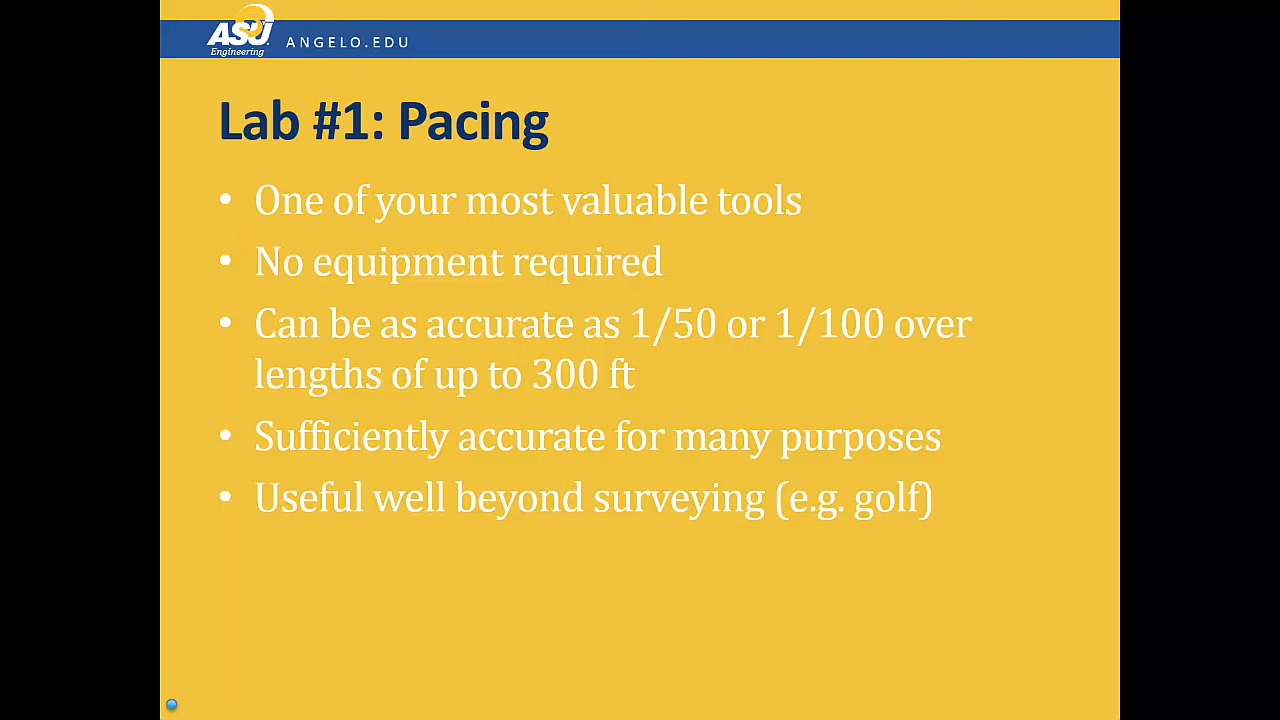 ASU
Engineering
ANGELO.EDU
Lab #1: Pacing
• One of your most valuable tools
• No equipment required
• Can be as accurate as 1/50 or 1/100 over
lengths of up to 300 ft
• Sufficiently accurate for many purposes
• Useful well beyond surveying (e.g. golf)